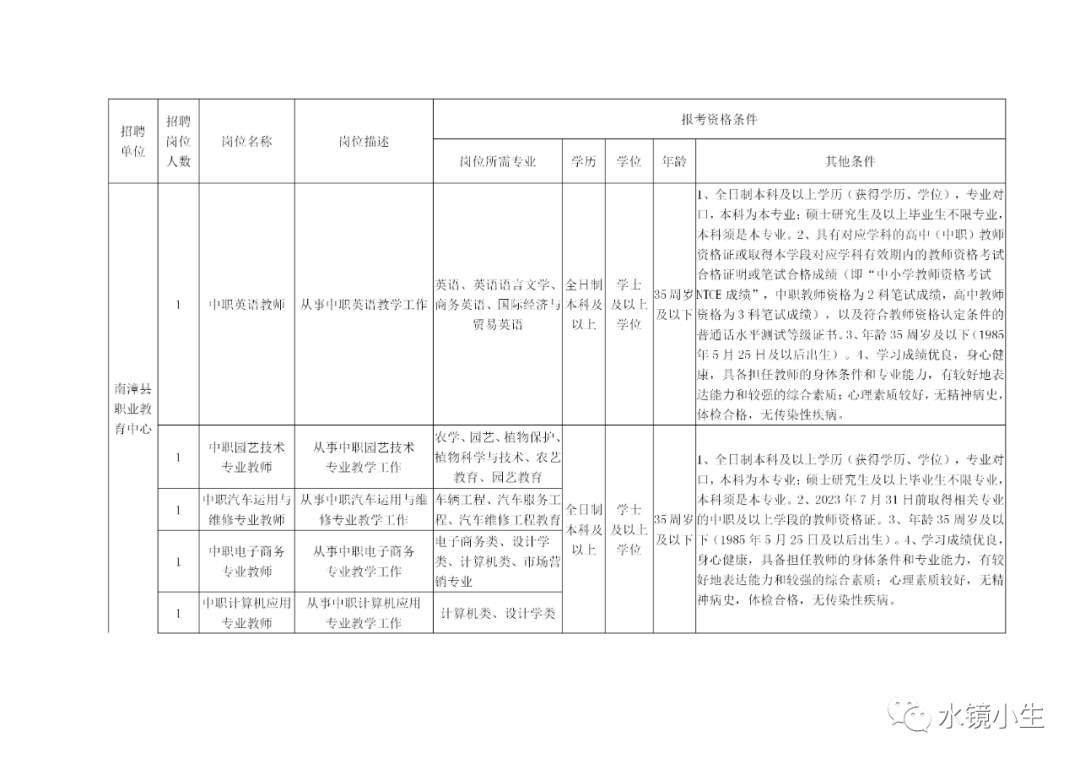 招聘
单位
招聘
岗位
人数
岗位名称
岗位描述
报考资格条件
岗位所需专业
学历
学位
年龄
其他条件
南漳县
职业教
育中心
1
中职英语教师
从事中职英语教学工作
英语、英语语言文学、
商务英语、国际经济与
贸易英语
全日制
本科及
以上
学士
及以上
学位
35周岁
及以下
1、全日制本科及以上学历（获得学历、学位），专业对
口，本科为本专业；硕士研究生及以上毕业生不限专业，
本科须是本专业。2、具有对应学科的高中（中职）教师
资格证或取得本学段对应学科有效期内的教师资格考试
合格证明或笔试合格成绩（即“中小学教师资格考试
NTCE成绩”，中职教师资格为2科笔试成绩，高中教师
资格为3科笔试成绩），以及符合教师资格认定条件的
普通话水平测试等级证书。3、年龄35周岁及以下（1985
年5月25日及以后出生）。4、学习成绩优良，身心健
康，具备担任教师的身体条件和专业能力，有较好地表
达能力和较强的综合素质；心理素质较好，无精神病史，
体检合格，无传染性疾病。
1
中职园艺技术
专业教师
从事中职园艺技术
专业教学工作
农学、园艺、植物保护、
植物科学与技术、农艺
教育、园艺教育
全日制
本科及
以上
学士
及以上
学位
35周岁
及以下
1、全日制本科及以上学历（获得学历、学位），专业对
口，本科为本专业；硕士研究生及以上毕业生不限专业，
本科须是本专业。2、2023年7月31日前取得相关专业
的中职及以上学段的教师资格证。3、年龄35周岁及以
下（1985年5月25日及以后出生）。4、学习成绩优良，
身心健康，具备担任教师的身体条件和专业能力，有较
好地表达能力和较强的综合素质；心理素质较好，无精
神病史，体检合格，无传染性疾病。
1
中职汽车运用与
维修专业教师
从事中职汽车运用与维
修专业教学工作
车辆工程、汽车服务工
程、汽车维修工程教育
1
中职电子商务
专业教师
从事中职电子商务
专业教学工作
电子商务类、设计学
类、计算机类、市场营
销专业
1
中职计算机应用
专业教师
从事中职计算机应用
专业教学工作
计算机类、设计学类
水镜小生